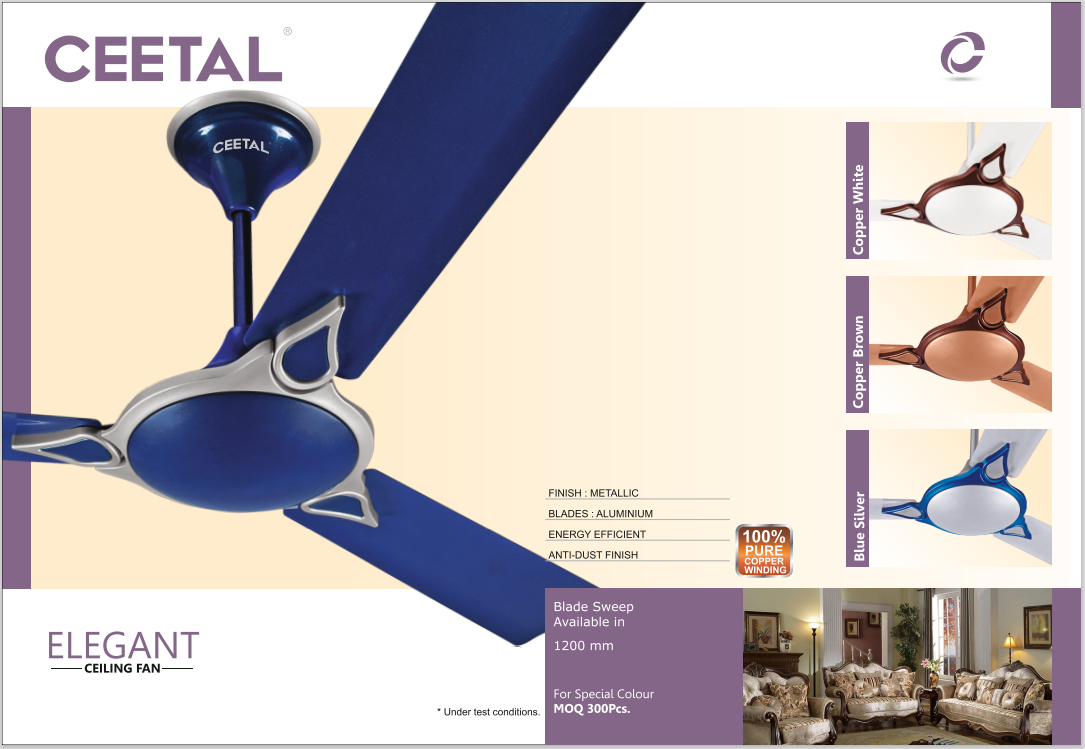 CEETAL ®
CEETAL
Copper White
Copper Brown
Blue Silver
FINISH : METALLIC
BLADES : ALUMINIUM
ENERGY EFFICIENT
ANTI-DUST FINISH
100%
PURE
COPPER
WINDING
ELEGANT
CEILING FAN
* Under test conditions.
Blade Sweep
Available in
1200 mm
For Special Colour
MOQ 300Pcs.